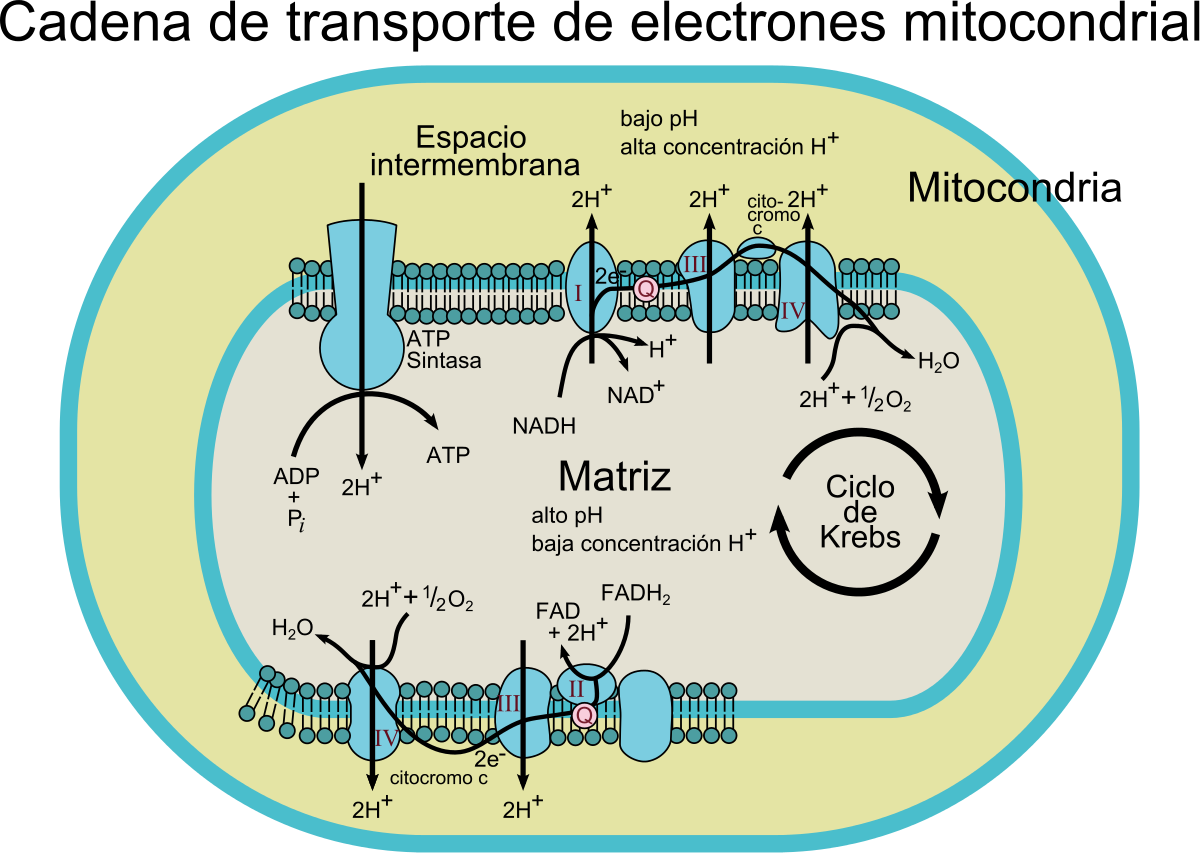 Cadena de transporte de electrones mitocondrial
Espacio
intermembrana
bajo pH
alta concentración H+
Mitocondria
2H+
2H+
cito-
cromo
c
2H+
I
2e-
Q
III
IV
ATP
Sintasa
H+
NAD+
NADH
H2O
2H+ + 1/2O2
ADP
+
Pi
2H+
ATP
Matriz
alto pH
baja concentración H+
Ciclo
de
Krebs
2H+ + 1/2O2
H2O
FAD
+ 2H+
FADH2
IV
III
II
Q
2e-
citocromo c
2H+
2H+